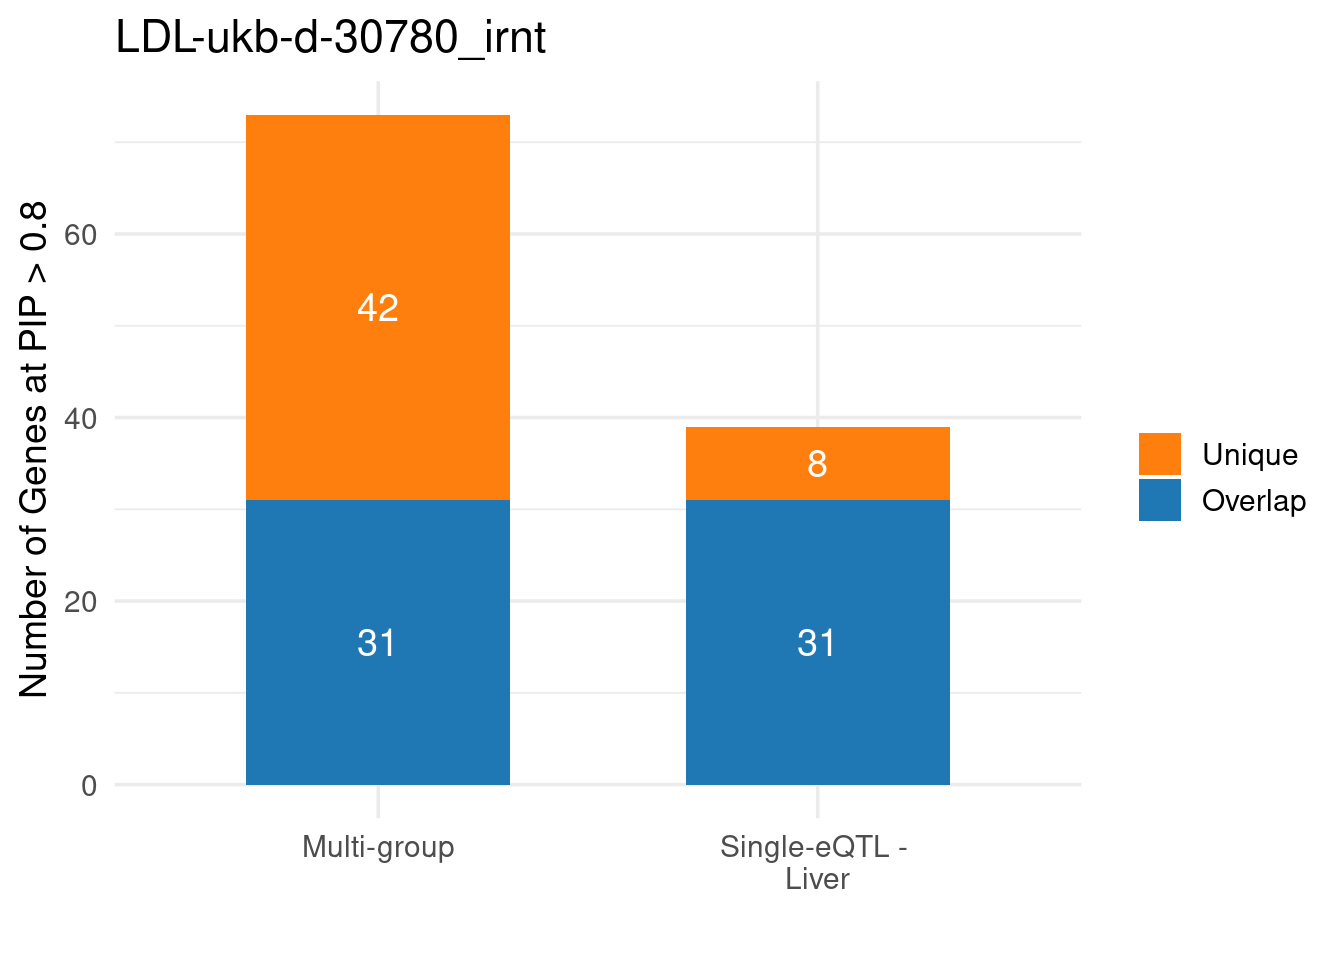 LDL-ukb-d-30780_irnt
Number of Genes at PIP > 0.8
60
40
20
0
42
31
8
31
Multi-group
Single-eQTL -
Liver
Unique
Overlap